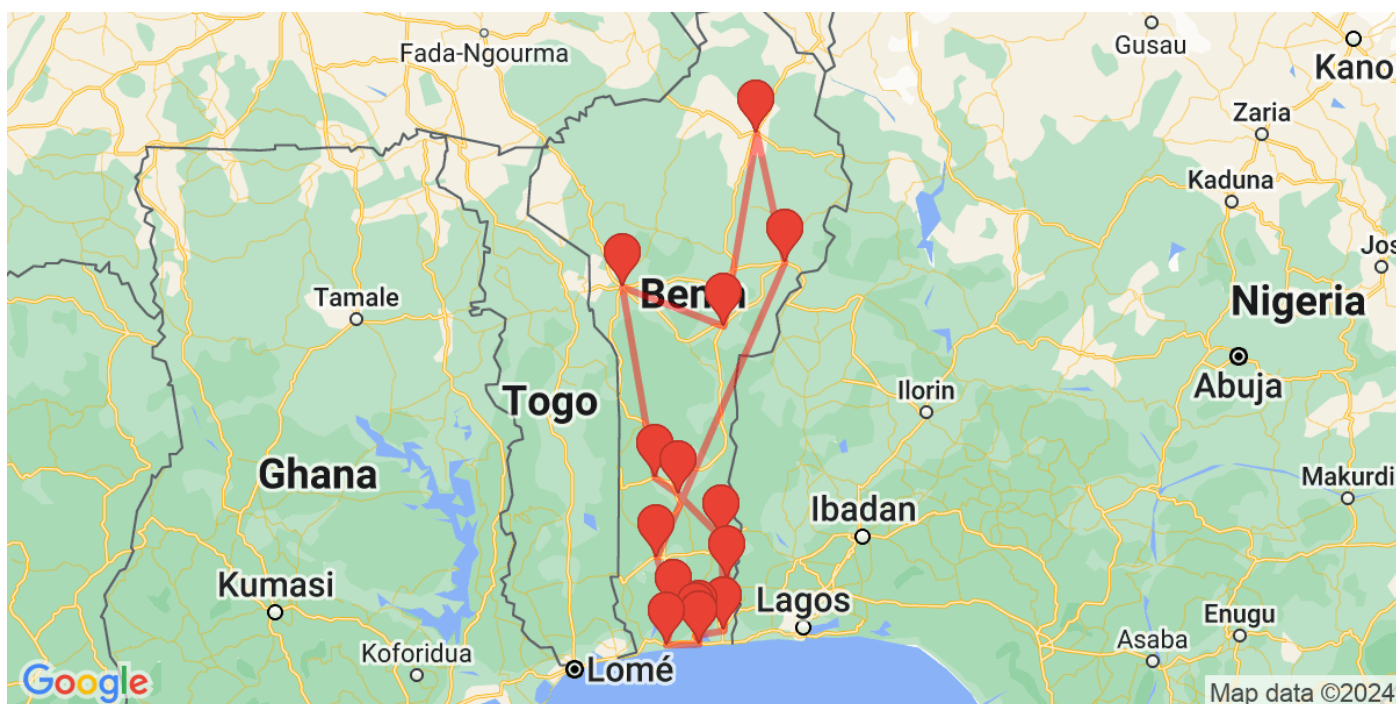 Gusau
Fada-Ngourma
Kano
Zaria
Kaduna
Jos
Tamale
Benin
Nigeria
Abuja
Togo
Ilorin
Ghana
Makurdi
Ibadan
Kumasi
Lagos
Enugu
Asaba
Koforidua
Lomé
Google
Map data ©2024